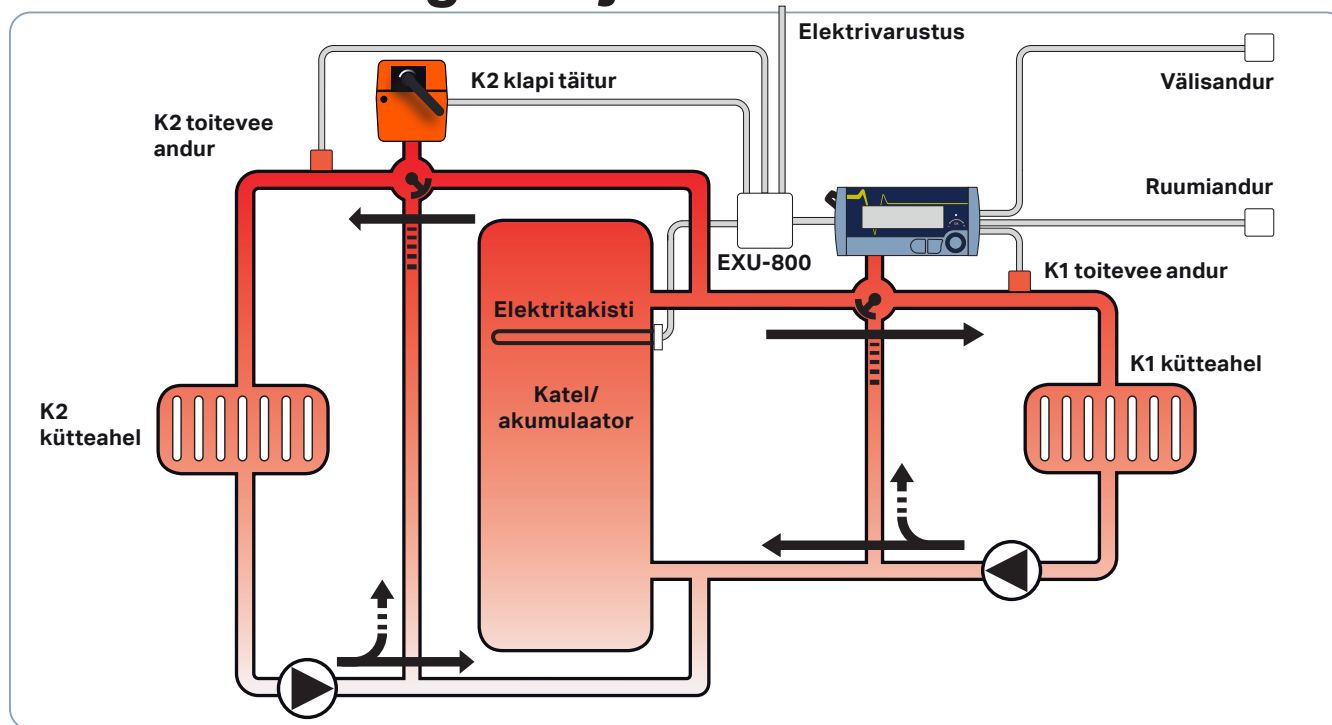 Elektrivarustus
K2 klapi täitur
Välisandur
K2 toitevee
andur
Ruumiandur
EXU-800
K1 toitevee andur
Elektritakisti
K1 kütteahel
Katel/
akumulaator
K2
kütteahel